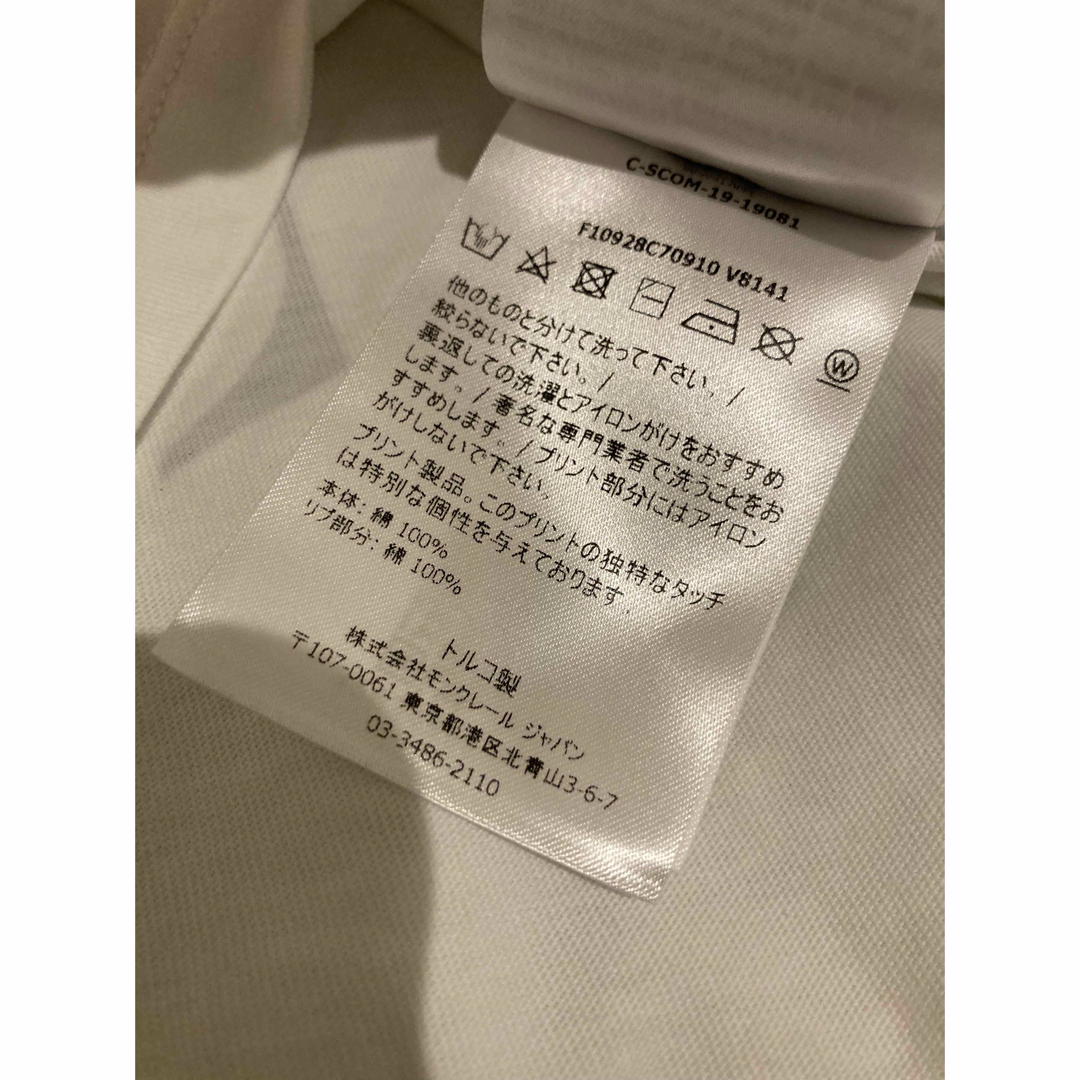 C-SCOM-19-19081
F10928C70910 V8141
W
他のものと分けて洗って下さい。/
絞らないで下さい。/
裏返しての洗濯とアイロンがけをおすすめ
します。/ 著名な専門業者で洗うことをお
すすめします。/ プリント部分にはアイロン
がけしないで下さい。
プリント製品。このプリントの独特なタッチ
は特別な個性を与えております。
本体: 綿 100%
リブ部分: 綿 100%
トルコ製
株式会社モンクレール ジャパン
〒107-0061 東京都港区北青山3-6-7
03-3486-2110